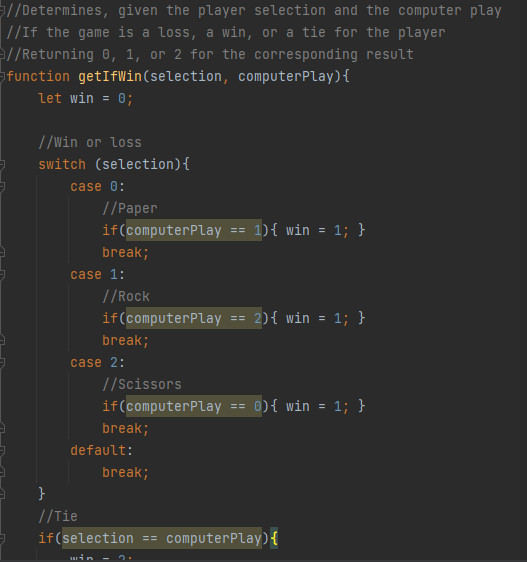 //Determines, given the player selection and the computer play
//If the game is a loss, a win, or a tie for the player
//Returning 0, 1, or 2 for the corresponding result
function getIfWin(selection, computerPlay){
let win = 0;
//Win or loss
switch (selection){
case 0:
//Paper
if(computerPlay == 1){ win = 1; }
break;
case 1:
//Rock
if(computerPlay == 2){ win = 1; }
break;
case 2:
//Scissors
if(computerPlay == 0){ win = 1; }
break;
default:
break;
}
//Tie
if(selection == computerPlay){
win = 2;